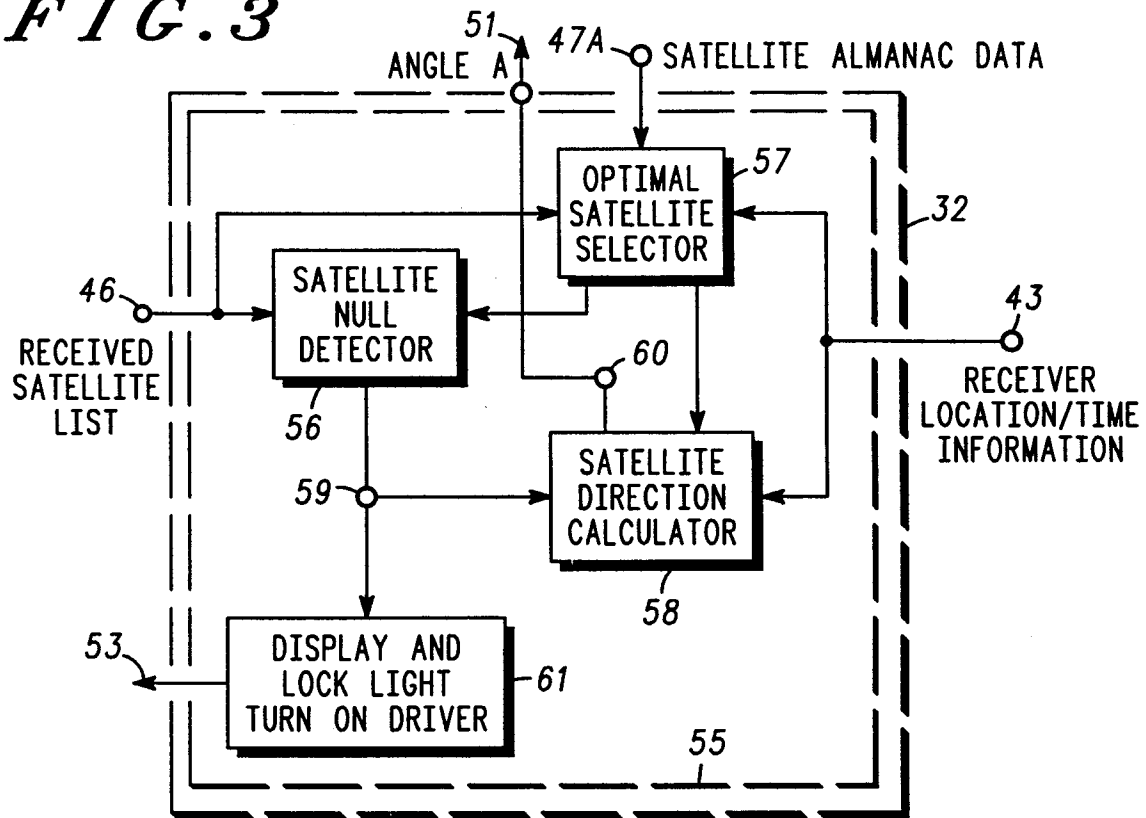 FIG.3
51
47A
SATELLITE ALMANAC DATA
ANGLE A
57
OPTIMAL
SATELLITE
SELECTOR
32
46
SATELLITE
NULL
DETECTOR
43
RECEIVED
SATELLITE
LIST
60
RECEIVER
LOCATION/TIME
INFORMATION
56
59
SATELLITE
DIRECTION
CALCULATOR
58
53
DISPLAY AND
LOCK LIGHT
TURN ON DRIVER
61
55